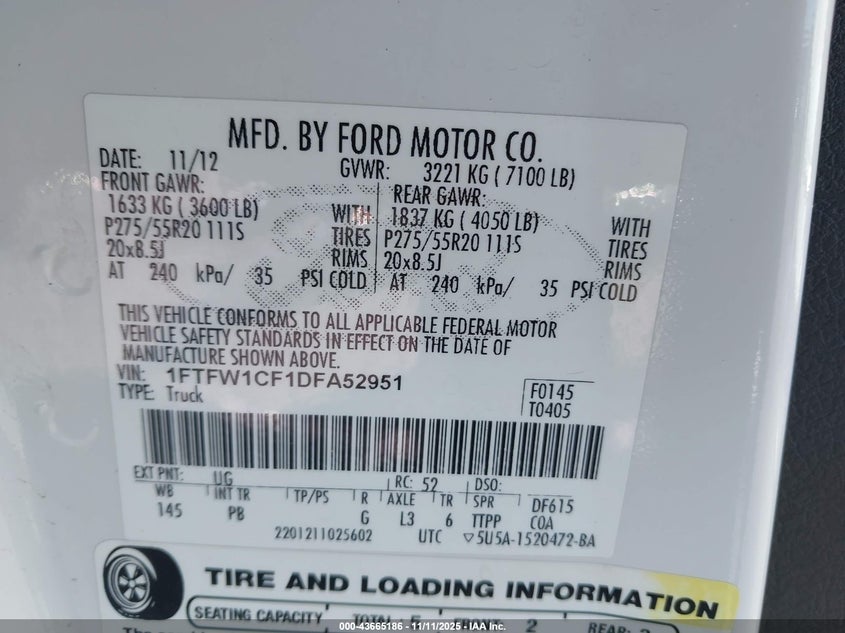 MFD. BY FORD MOTOR CO.
DATE: 11/12 GVWR: 3221 KG ( 7100 LB)
FRONT GAWR: REAR GAWR:
1633 KG ( 3600 LB) WITH 1837 KG ( 4050 LB) WITH
P275/55R20 111S TIRES P275/55R20 111S TIRES
20x8.5J RIMS 20x8.5J RIMS
AT 240 kPa/ 35 PSI COLD AT 240 kPa/ 35 PSI COLD
THIS VEHICLE CONFORMS TO ALL APPLICABLE FEDERAL MOTOR
VEHICLE SAFETY STANDARDS IN EFFECT ON THE DATE OF
MANUFACTURE SHOWN ABOVE.
VIN: 1FTFW1CF1DFA52951
TYPE: Truck
F0145
T0405
EXT PNT: UG RC: 52 DSO:
WB INT TR TP/PS R AXLE TR SPR DF615
145 PB G L3 6 TTPP COA
2201211025602 UTC ▽5U5A-1520472-BA
TIRE AND LOADING INFORMATION
SEATING CAPACITY 2
000-43665186 - 11/11/2025 - IAA Inc.